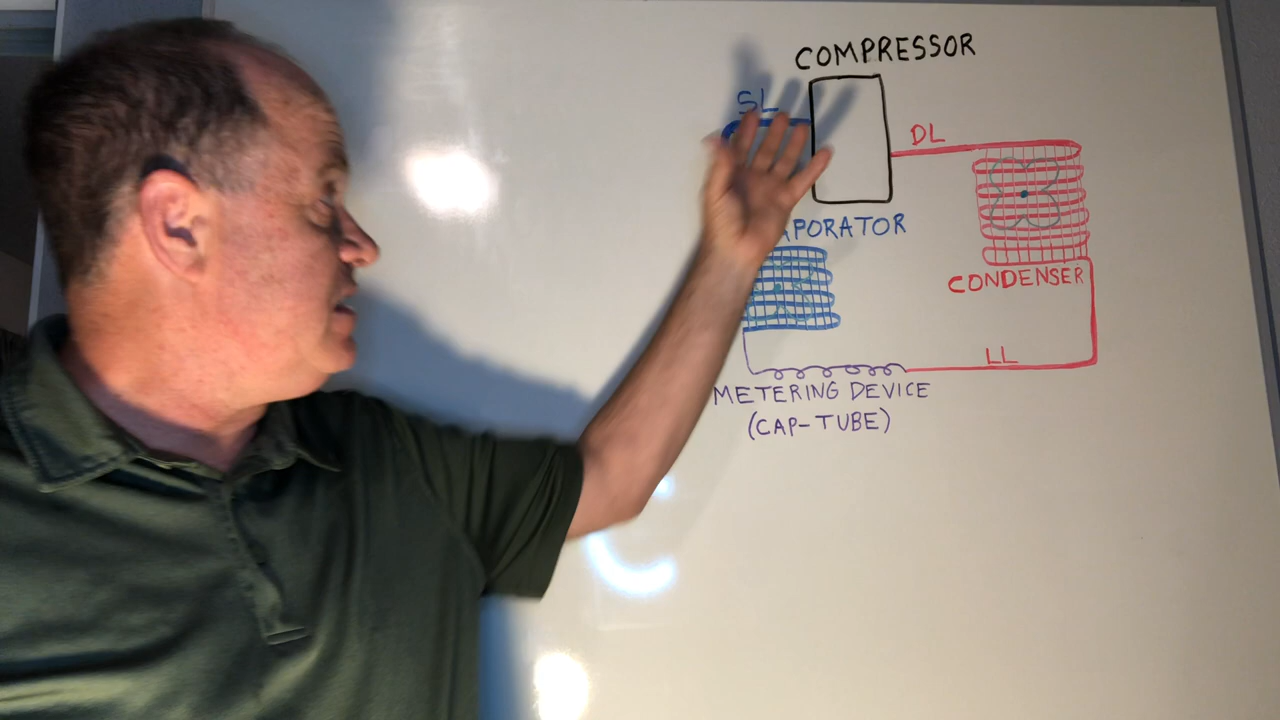 COMPRESSOR
SL
DL
PORATOR
CONDENSER
LL
METERING DEVICE
(CAP-TUBE)